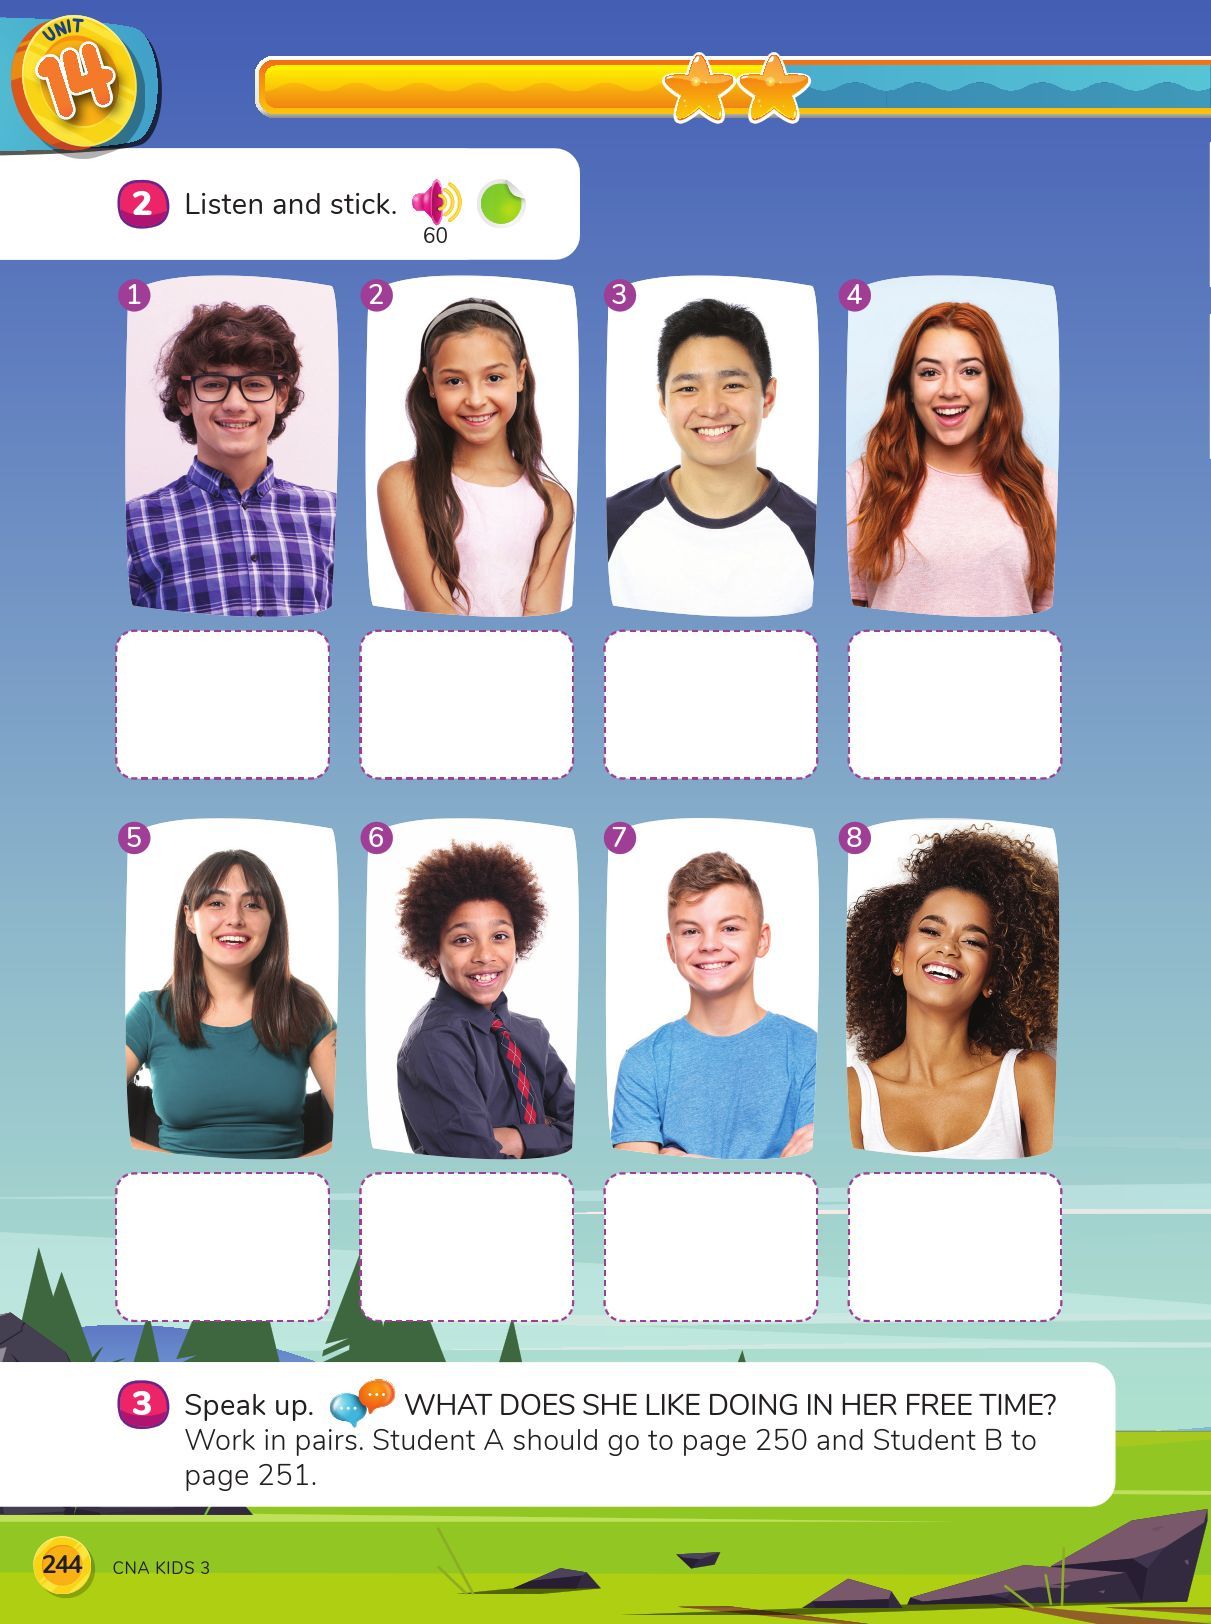 UNIT
14
2 Listen and stick.
60
1
2
3
4
5
6
7
8
3 Speak up. WHAT DOES SHE LIKE DOING IN HER FREE TIME?
Work in pairs. Student A should go to page 250 and Student B to
page 251.
244 CNA KIDS 3